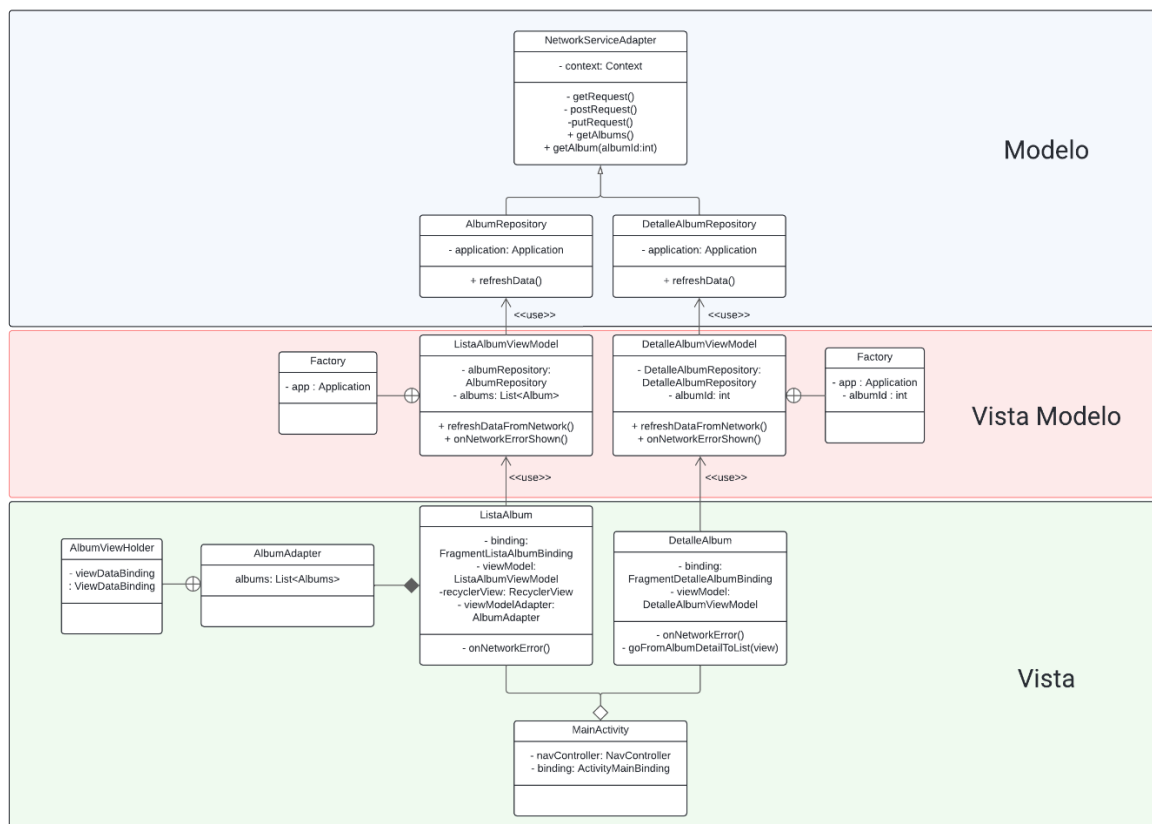 NetworkServiceAdapter
- context: Context
- getRequest()
- postRequest()
-putRequest()
+ getAlbums()
+ getAlbum(albumId:int)
Modelo
AlbumRepository
- application: Application
+ refreshData()
DetalleAlbumRepository
- application: Application
+ refreshData()
<<use>>
<<use>>
Factory
- app : Application
ListaAlbumViewModel
- albumRepository:
AlbumRepository
- albums: List<Album>
+ refreshDataFromNetwork()
+ onNetworkErrorShown()
DetalleAlbumViewModel
- DetalleAlbumRepository:
DetalleAlbumRepository
- albumId: int
+ refreshDataFromNetwork()
+ onNetworkErrorShown()
Factory
- app : Application
- albumId : int
Vista Modelo
<<use>>
<<use>>
AlbumViewHolder
- viewDataBinding
: ViewDataBinding
AlbumAdapter
albums: List<Albums>
ListaAlbum
- binding:
FragmentListaAlbumBinding
- viewModel:
ListaAlbumViewModel
-recyclerView: RecyclerView
- viewModelAdapter:
AlbumAdapter
- onNetworkError()
DetalleAlbum
- binding:
FragmentDetalleAlbumBinding
- viewModel:
DetalleAlbumViewModel
- onNetworkError()
- goFromAlbumDetailToList(view)
Vista
MainActivity
- navController: NavController
- binding: ActivityMainBinding